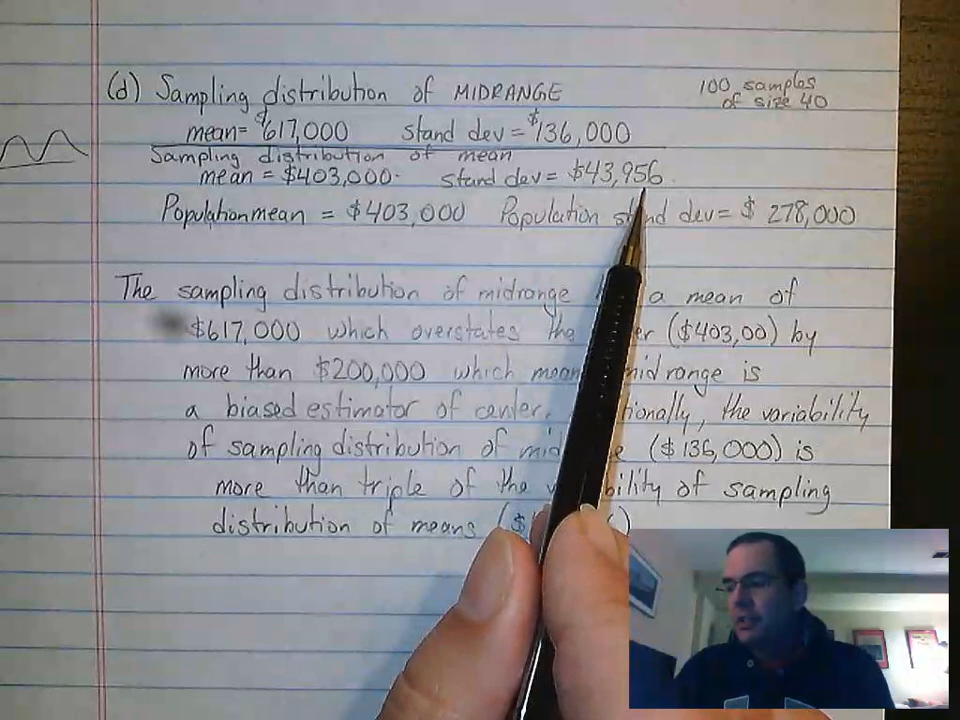 (d) Sampling distribution of MIDRANGE
100 samples
of size 40
mean= $617,000 stand dev= $136,000
Sampling distribution of mean
mean = $403,000. stand dev= $43,956
Population mean = $403,000 Population stand dev= $ 278,000
The sampling distribution of midrange a mean of
$617,000 which overstates the ($403,00) by
more than $200,000 which midrange is
a biased estimator of center. the variability
of sampling distribution of ($136,000) is
more than triple of the of sampling
distribution of means